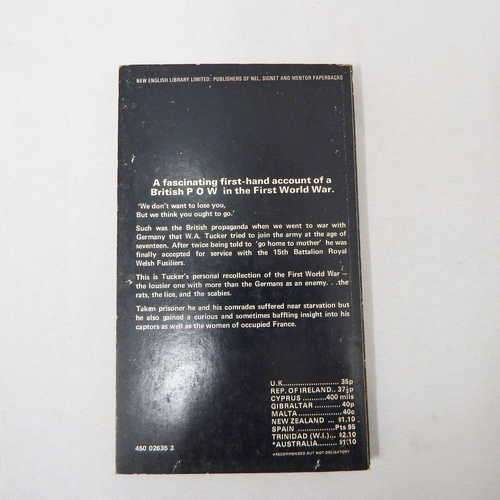 NEW ENGLISH LIBRARY LIMITED: PUBLISHERS OF NEL, SIGNET AND MENTOR PAPERBACKS
A fascinating first-hand account of a
British P O W in the First World War.
'We don't want to lose you,
But we think you ought to go.'
Such was the British propaganda when we went to war with
Germany that W.A. Tucker tried to join the army at the age of
seventeen. After twice being told to 'go home to mother' he was
finally accepted for service with the 15th Battalion Royal
Welsh Fusiliers.
This is Tucker's personal recollection of the First World War –
the lousier one with more than the Germans as an enemy. . .the
rats, the lice, and the scabies.
Taken prisoner he and his comrades suffered near starvation but
he also gained a curious and sometimes baffling insight into his
captors as well as the women of occupied France.
U.K. ........................... 35p
REP. OF IRELAND.. 37½p
CYPRUS ..........400 mils
GIBRALTAR .......... 40p
MALTA ................. 40c
NEW ZEALAND ... $1.10
SPAIN ............... Pts 95
TRINIDAD (W.I.)... $2.10
*AUSTRALIA......... $1.10
*RECOMMENDED BUT NOT OBLIGATORY
450 02635 2